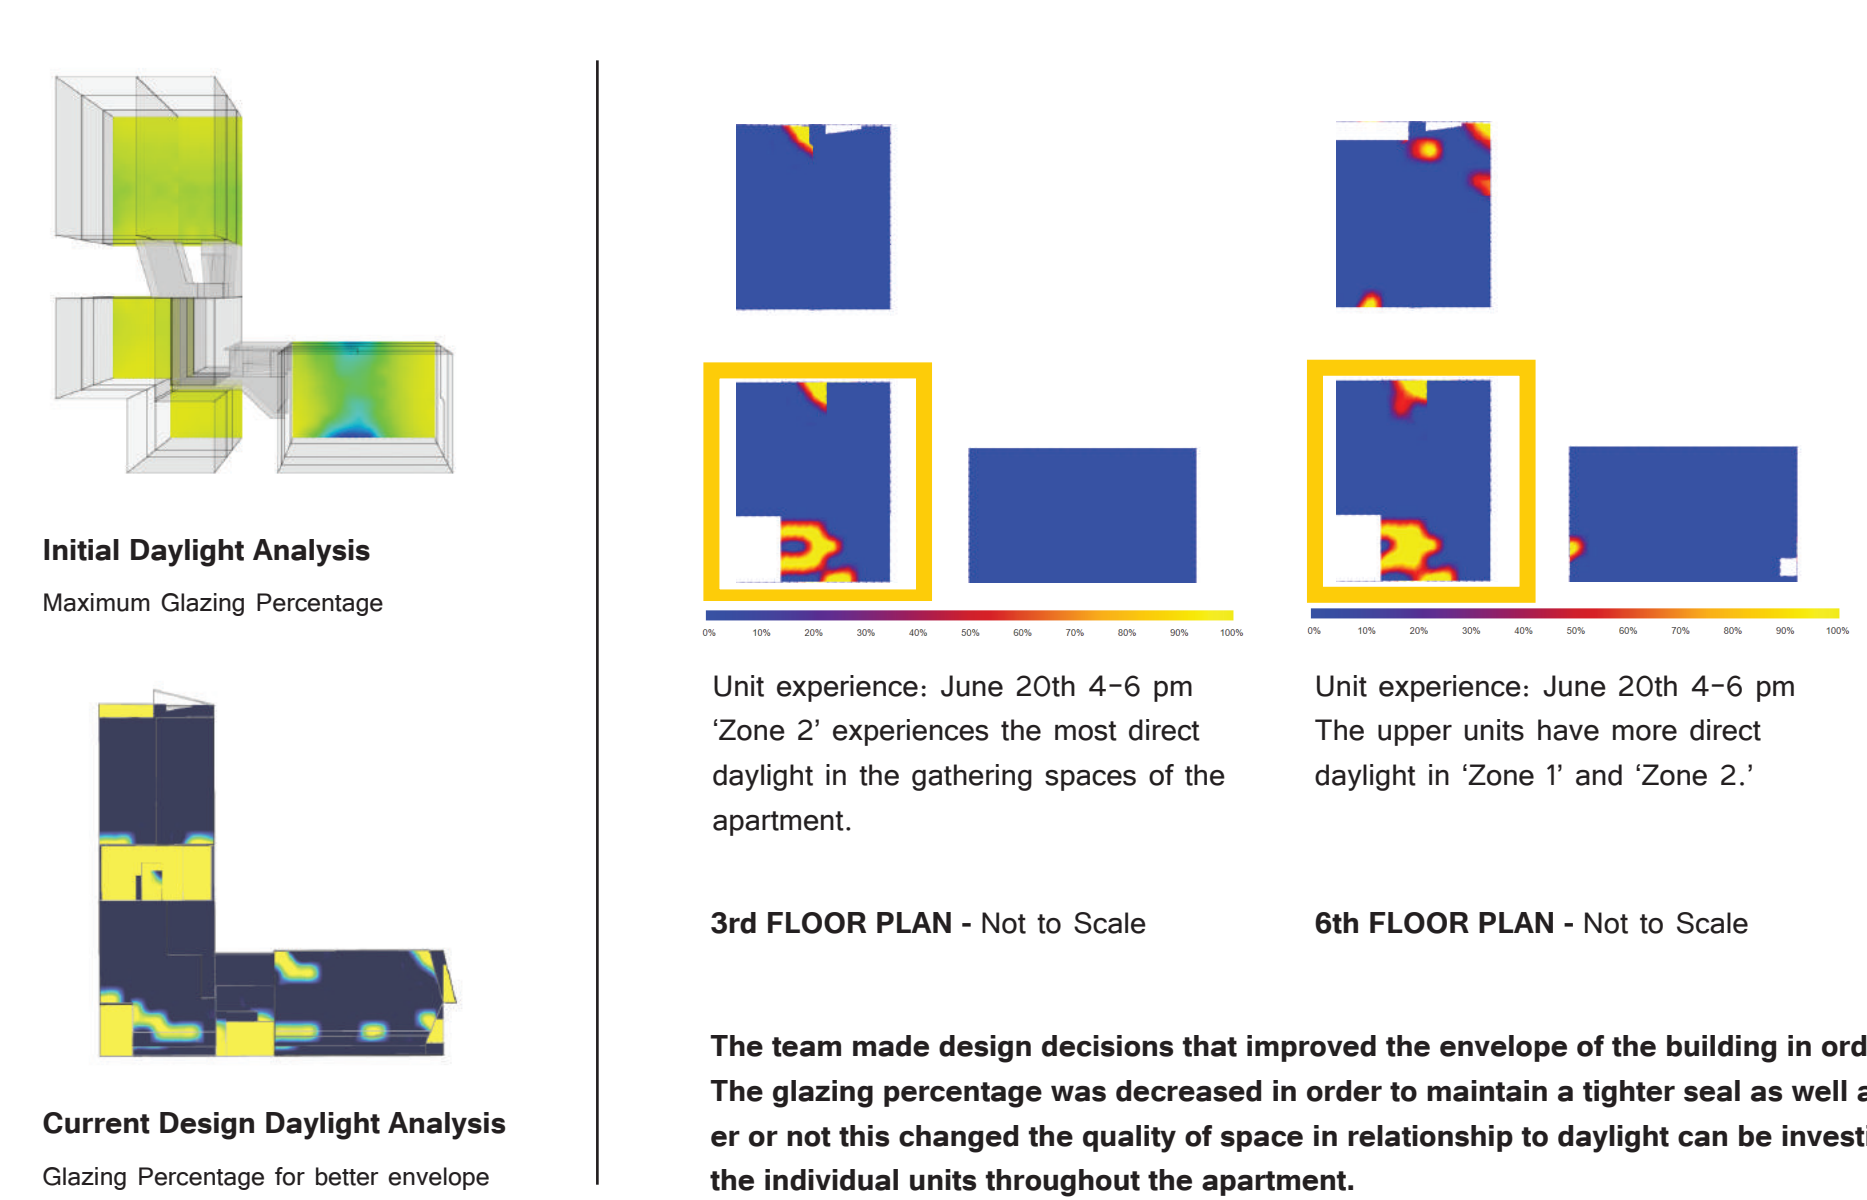 Initial Daylight Analysis
Maximum Glazing Percentage
Current Design Daylight Analysis
Glazing Percentage for better envelope
0% 10% 20% 30% 40% 50% 60% 70% 80% 90% 100%
Unit experience: June 20th 4-6 pm
‘Zone 2’ experiences the most direct
daylight in the gathering spaces of the
apartment.
3rd FLOOR PLAN - Not to Scale
0% 10% 20% 30% 40% 50% 60% 70% 80% 90% 100%
Unit experience: June 20th 4-6 pm
The upper units have more direct
daylight in ‘Zone 1’ and ‘Zone 2.’
6th FLOOR PLAN - Not to Scale
The team made design decisions that improved the envelope of the building in ord
The glazing percentage was decreased in order to maintain a tighter seal as well a
er or not this changed the quality of space in relationship to daylight can be investi
the individual units throughout the apartment.